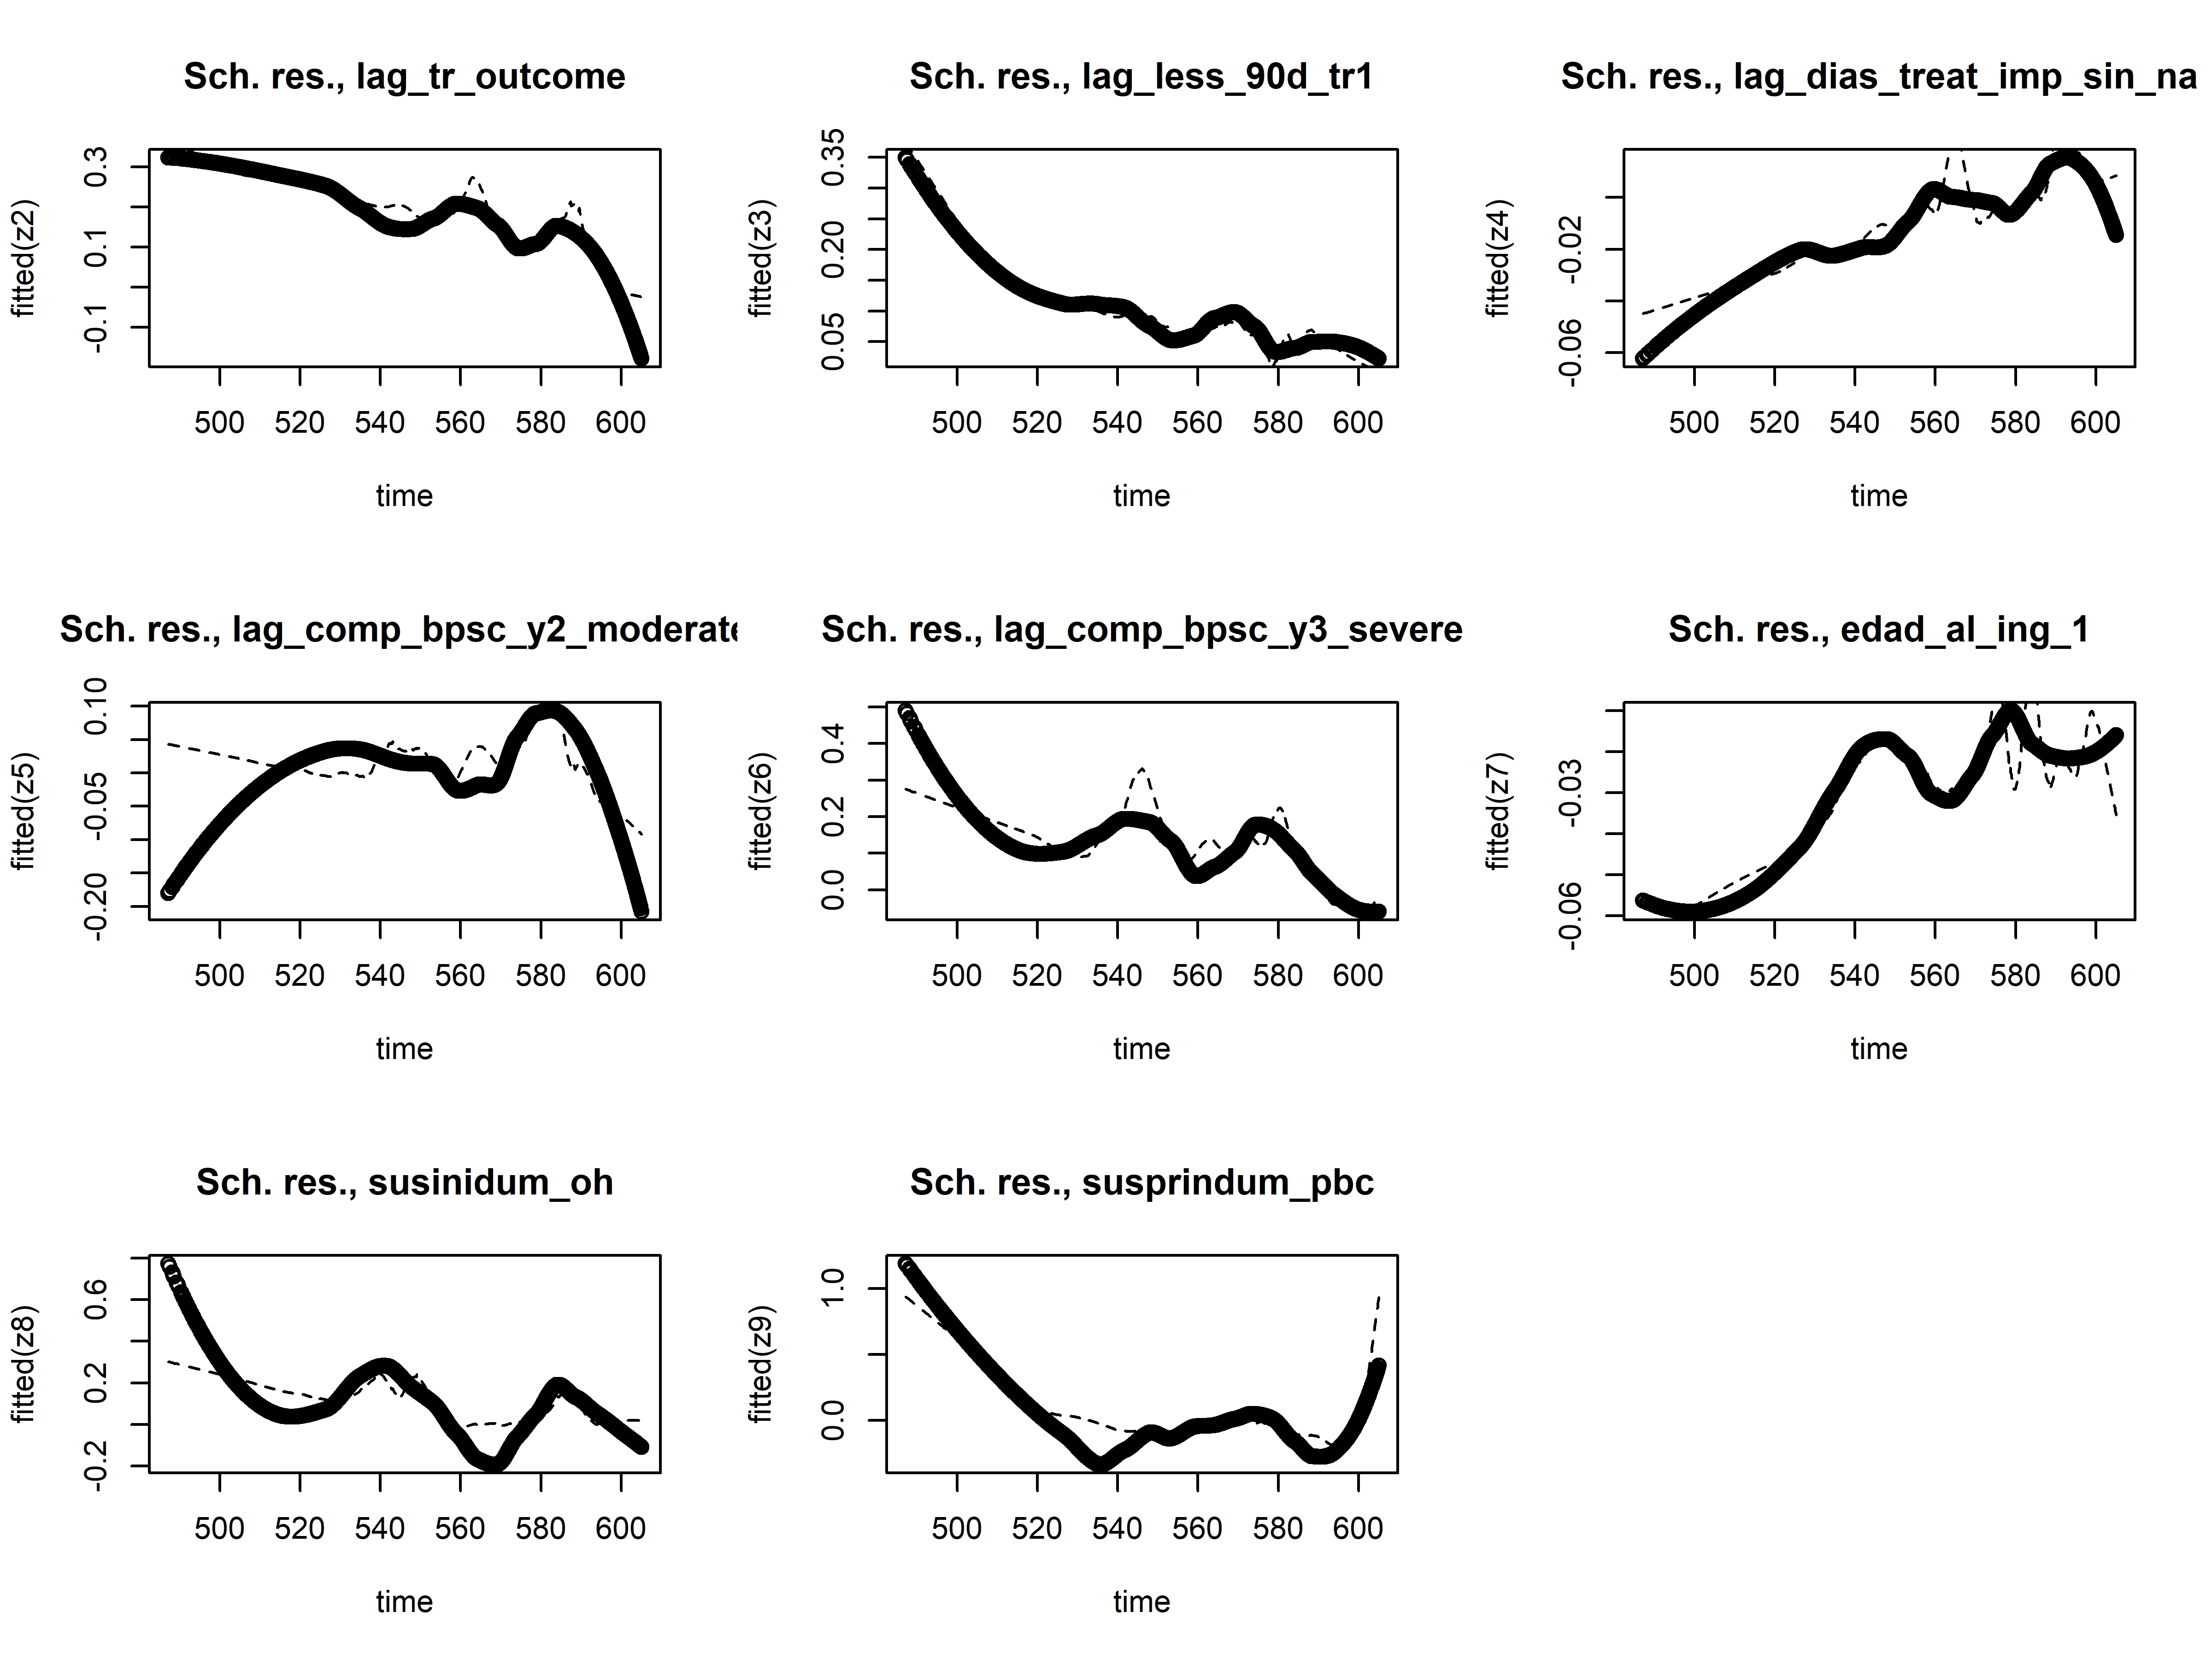 Sch. res., lag_tr_outcome
fitted(z2)
0.3
0.1
-0.1
500 520 540 560 580 600
time
Sch. res., lag_less_90d_tr1
fitted(z3)
0.35
0.20
0.05
500 520 540 560 580 600
time
Sch. res., lag_dias_treat_imp_sin_na
fitted(z4)
-0.02
-0.06
500 520 540 560 580 600
time
Sch. res., lag_comp_bpsc_y2_moderate
fitted(z5)
0.10
-0.05
-0.20
500 520 540 560 580 600
time
Sch. res., lag_comp_bpsc_y3_severe
fitted(z6)
0.4
0.2
0.0
500 520 540 560 580 600
time
Sch. res., edad_al_ing_1
fitted(z7)
-0.03
-0.06
500 520 540 560 580 600
time
Sch. res., susinidum_oh
fitted(z8)
0.6
0.2
-0.2
500 520 540 560 580 600
time
Sch. res., susprindum_pbc
fitted(z9)
1.0
0.0
500 520 540 560 580 600
time